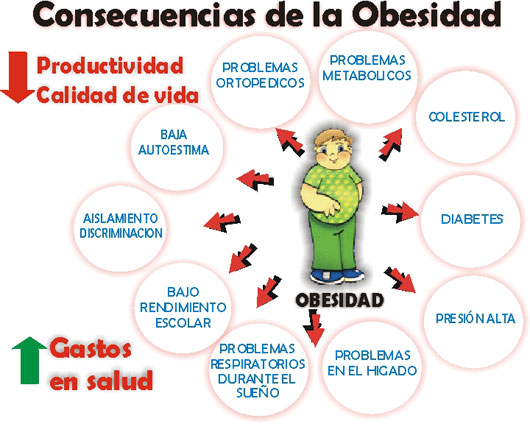 Consecuencias de la Obesidad
Productividad
Calidad de vida
PROBLEMAS
ORTOPEDICOS
PROBLEMAS
METABOLICOS
COLESTEROL
DIABETES
PRESIÓN ALTA
PROBLEMAS
EN EL HIGADO
PROBLEMAS
RESPIRATORIOS
DURANTE EL
SUEÑO
BAJO
RENDIMIENTO
ESCOLAR
AISLAMIENTO
DISCRIMINACION
BAJA
AUTOESTIMA
OBESIDAD
Gastos
en salud